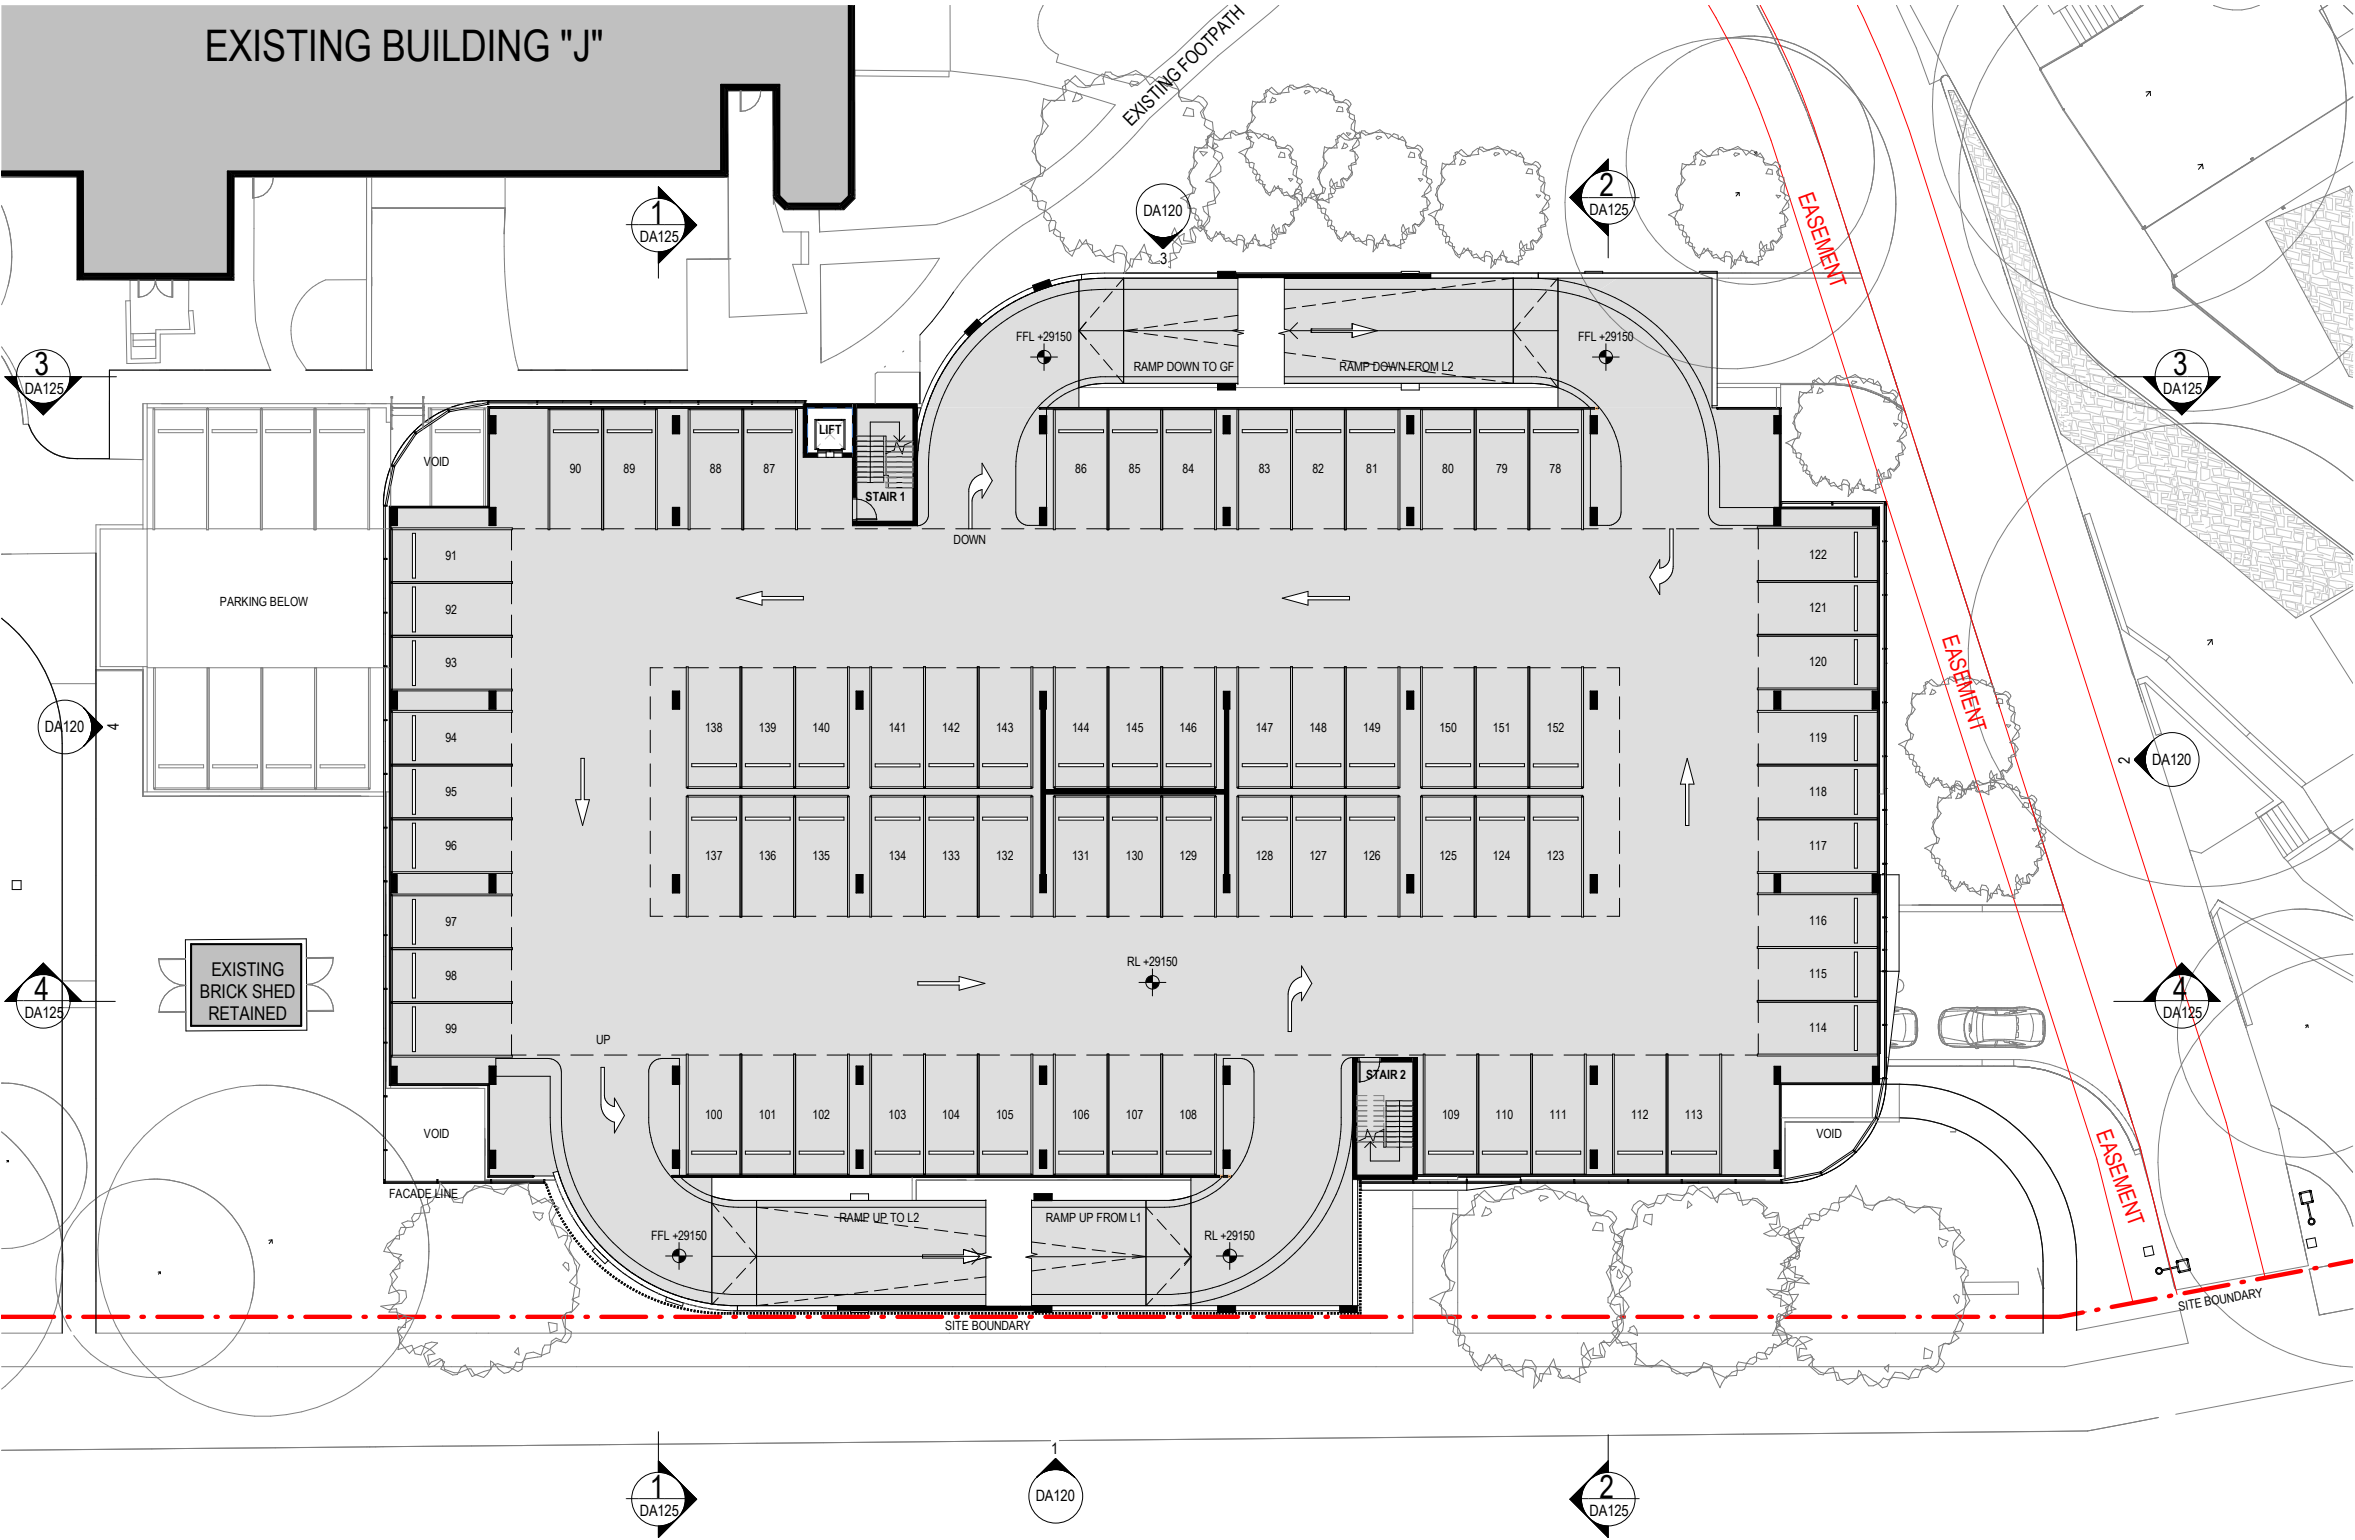 EXISTING BUILDING "J"
EXISTING FOOTPATH
1
DA125
DA120
3
2
DA125
EASEMENT
3
DA125
3
DA125
FFL +29150
RAMP DOWN TO GF
RAMP DOWN FROM L2
FFL +29150
LIFT
VOID
STAIR 1
90
89
88
87
86
85
84
83
82
81
80
79
78
DOWN
91
92
93
94
95
96
97
98
99
122
121
120
119
118
117
116
115
114
PARKING BELOW
EASEMENT
DA120
4
2
DA120
138
139
140
141
142
143
144
145
146
147
148
149
150
151
152
137
136
135
134
133
132
131
130
129
128
127
126
125
124
123
RL +29150
EXISTING
BRICK SHED
RETAINED
4
DA125
4
DA125
UP
STAIR 2
100
101
102
103
104
105
106
107
108
109
110
111
112
113
VOID
VOID
EASEMENT
FACADE LINE
RAMP UP TO L2
RAMP UP FROM L1
FFL +29150
RL +29150
SITE BOUNDARY
SITE BOUNDARY
1
DA125
1
DA120
2
DA125